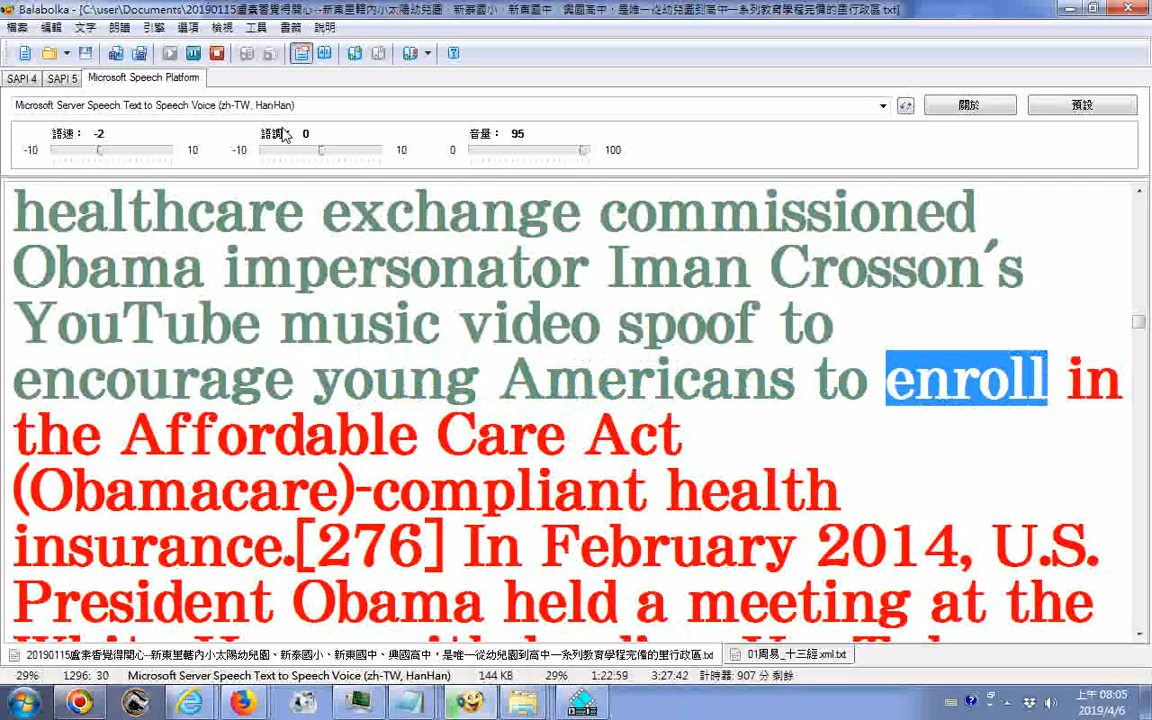 Balabolka - [C:\user\Documents\20190115盧素香覺得開心--新東里轄內小太陽幼兒園、新泰國小、新東國中、興國高中，是唯一從幼兒園到高中一系列教育學程完備的里行政區.txt]
檔案 編輯 文字 朗讀 引擎 選項 檢視 工具 書籤 說明
SAPI 4 SAPI 5 Microsoft Speech Platform
Microsoft Server Speech Text to Speech Voice (zh-TW, HanHan) 關於 預設
語速： -2 語調： 0 音量： 95
-10 10 -10 10 0 100
healthcare exchange commissioned
Obama impersonator Iman Crosson's
YouTube music video spoof to
encourage young Americans to enroll in
the Affordable Care Act
(Obamacare)-compliant health
insurance.[276] In February 2014, U.S.
President Obama held a meeting at the
20190115盧素香覺得開心--新東里轄內小太陽幼兒園、新泰國小、新東國中、興國高中，是唯一從幼兒園到高中一系列教育學程完備的里行政區.txt 01周易_十三經.xml.txt
29% 1296: 30 Microsoft Server Speech Text to Speech Voice (zh-TW, HanHan) 144 KB 29% 1:22:59 3:27:42 計時器: 907 分 剩餘
上午 08:05
2019/4/6